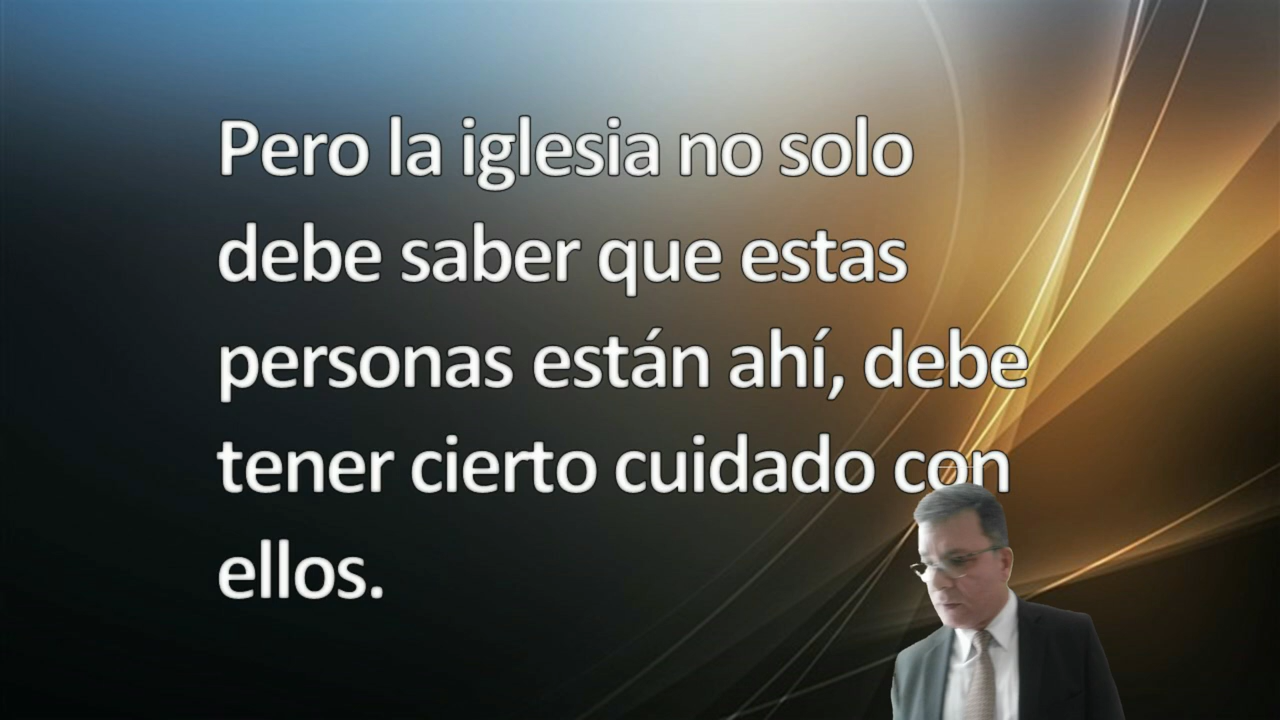 Pero la iglesia no solo
debe saber que estas
personas están ahí, debe
tener cierto cuidado con
ellos.